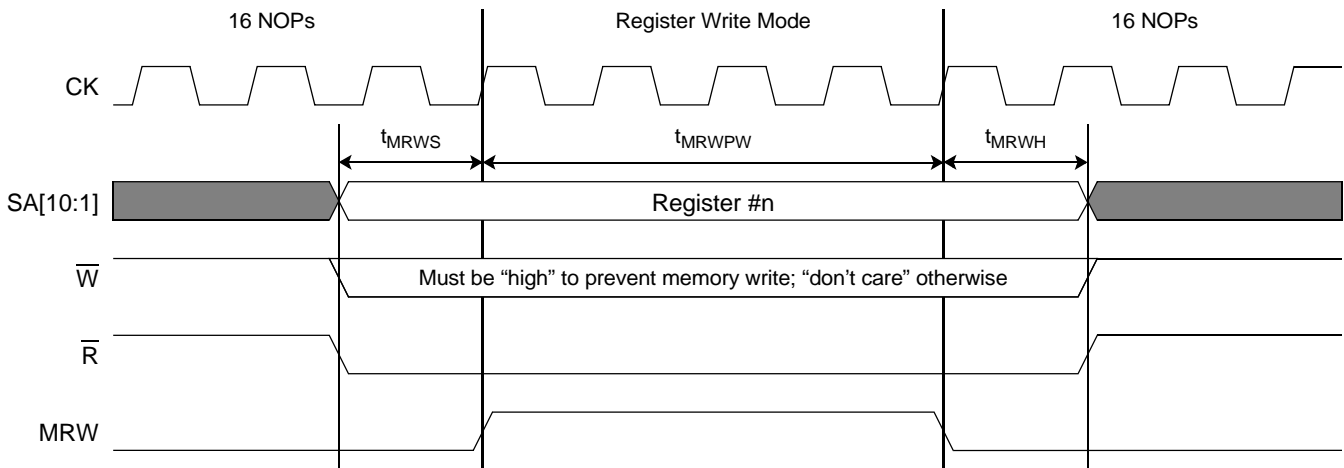 16 NOPs Register Write Mode 16 NOPs
CK
tMRWS tMRWPW tMRWH
SA[10:1] Register #n
W̅ Must be “high” to prevent memory write; “don’t care” otherwise
R̅
MRW